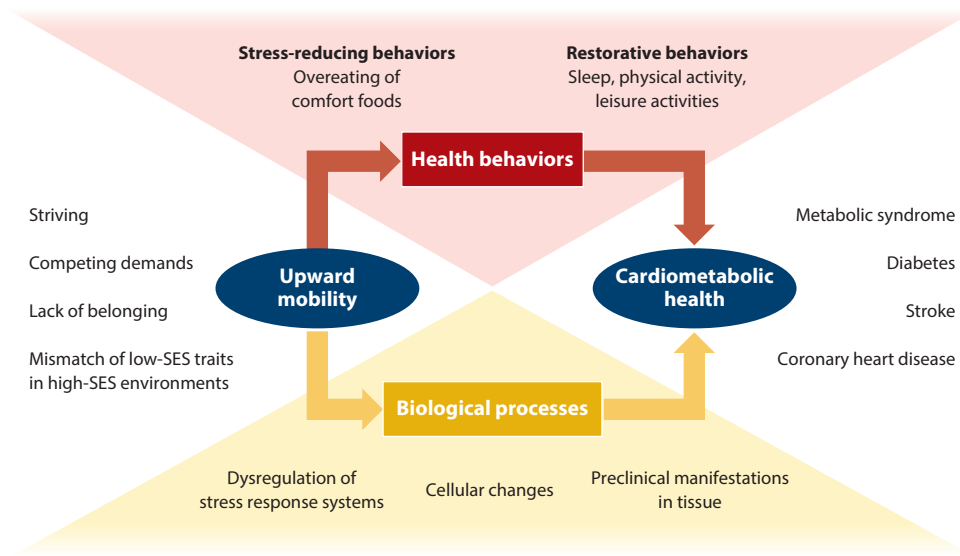 Stress-reducing behaviors
Overeating of
comfort foods
Restorative behaviors
Sleep, physical activity,
leisure activities
Health behaviors
Striving
Competing demands
Lack of belonging
Mismatch of low-SES traits
in high-SES environments
Upward
mobility
Cardiometabolic
health
Metabolic syndrome
Diabetes
Stroke
Coronary heart disease
Biological processes
Dysregulation of
stress response systems
Cellular changes
Preclinical manifestations
in tissue